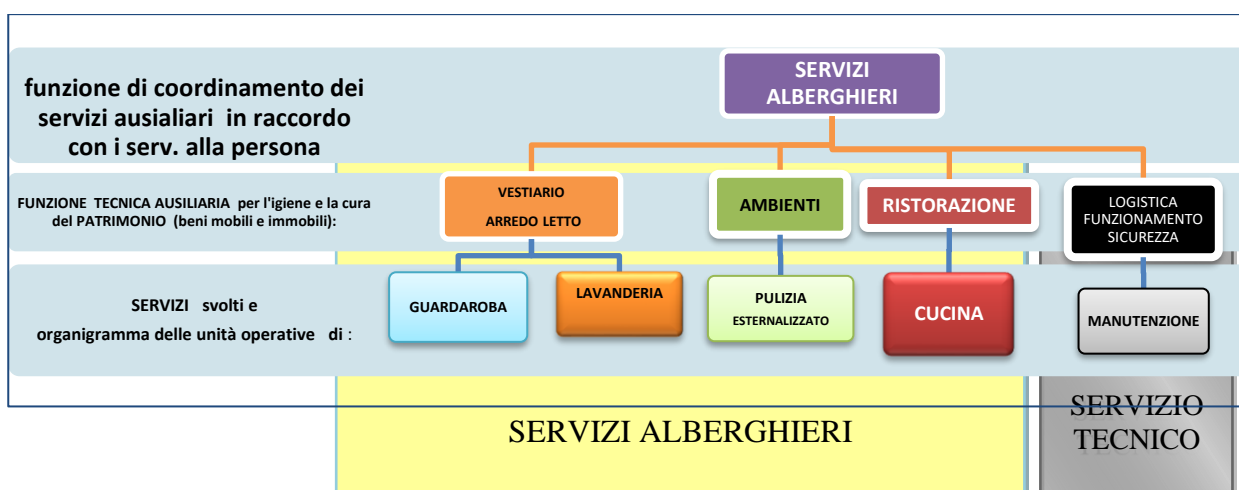 funzione di coordinamento dei
servizi ausialiari in raccordo
con i serv. alla persona
SERVIZI
ALBERGHIERI
FUNZIONE TECNICA AUSILIARIA per l'igiene e la cura
del PATRIMONIO (beni mobili e immobili):
VESTIARIO
ARREDO LETTO
AMBIENTI
RISTORAZIONE
LOGISTICA
FUNZIONAMENTO
SICUREZZA
SERVIZI svolti e
organigramma delle unità operative di :
GUARDAROBA
LAVANDERIA
PULIZIA
ESTERNALIZZATO
CUCINA
MANUTENZIONE
SERVIZI ALBERGHIERI
SERVIZIO
TECNICO